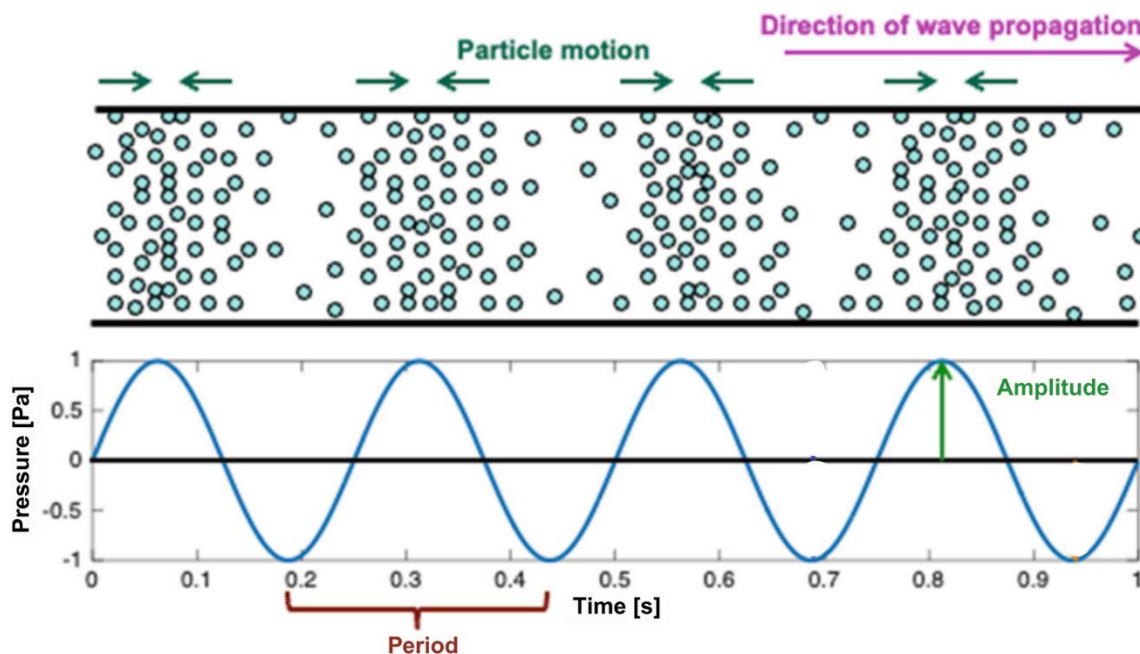 Direction of wave propagation
Particle motion
Pressure [Pa]
1
0.5
0
-0.5
-1
Amplitude
0 0.1 0.2 0.3 0.4 0.5 0.6 0.7 0.8 0.9 1
Time [s]
Period